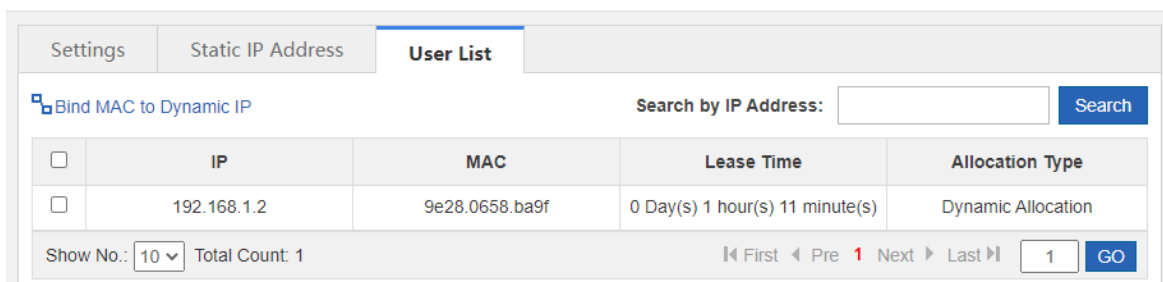 Settings Static IP Address User List
Bind MAC to Dynamic IP Search by IP Address: Search
IP MAC Lease Time Allocation Type
192.168.1.2 9e28.0658.ba9f 0 Day(s) 1 hour(s) 11 minute(s) Dynamic Allocation
Show No.: 10 Total Count: 1 First Pre 1 Next Last 1 GO